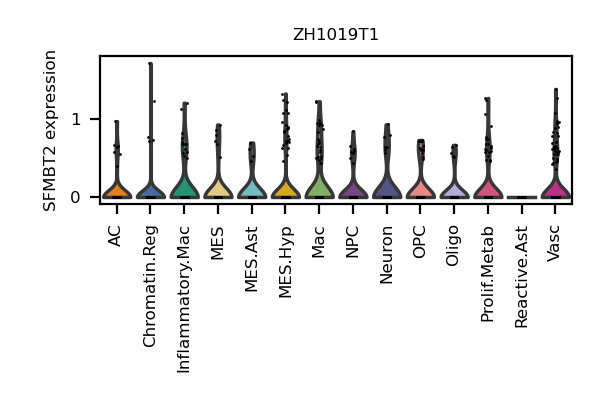 ZH1019T1
SFMBT2 expression
1
0
AC
Chromatin.Reg
Inflammatory.Mac
MES
MES.Ast
MES.Hyp
Mac
NPC
Neuron
OPC
Oligo
Prolif.Metab
Reactive.Ast
Vasc